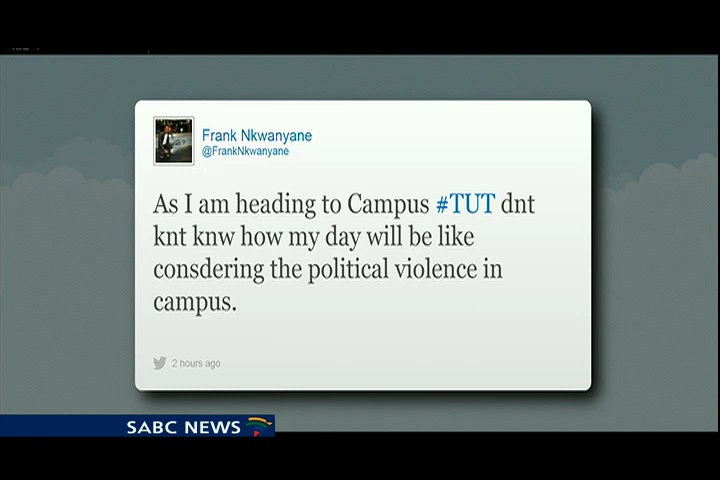 Frank Nkwanyane
@FrankNkwanyane
As I am heading to Campus #TUT dnt
knt knw how my day will be like
consdering the political violence in
campus.
2 hours ago
SABC NEWS